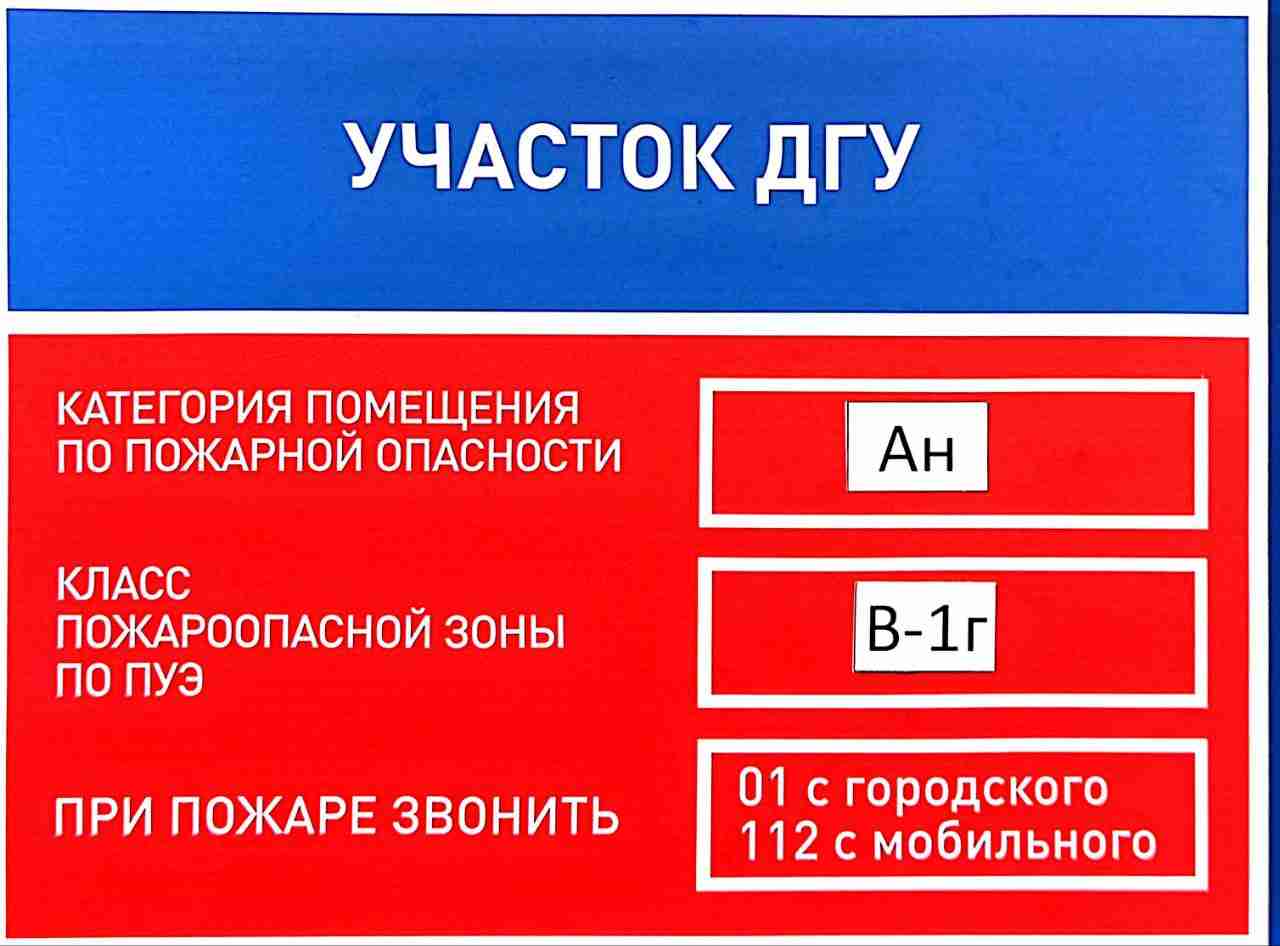 УЧАСТОК ДГУ
КАТЕГОРИЯ ПОМЕЩЕНИЯ
ПО ПОЖАРНОЙ ОПАСНОСТИ
Ан
КЛАСС
ПОЖАРООПАСНОЙ ЗОНЫ
ПО ПУЭ
В-1г
ПРИ ПОЖАРЕ ЗВОНИТЬ
01 с городского
112 с мобильного